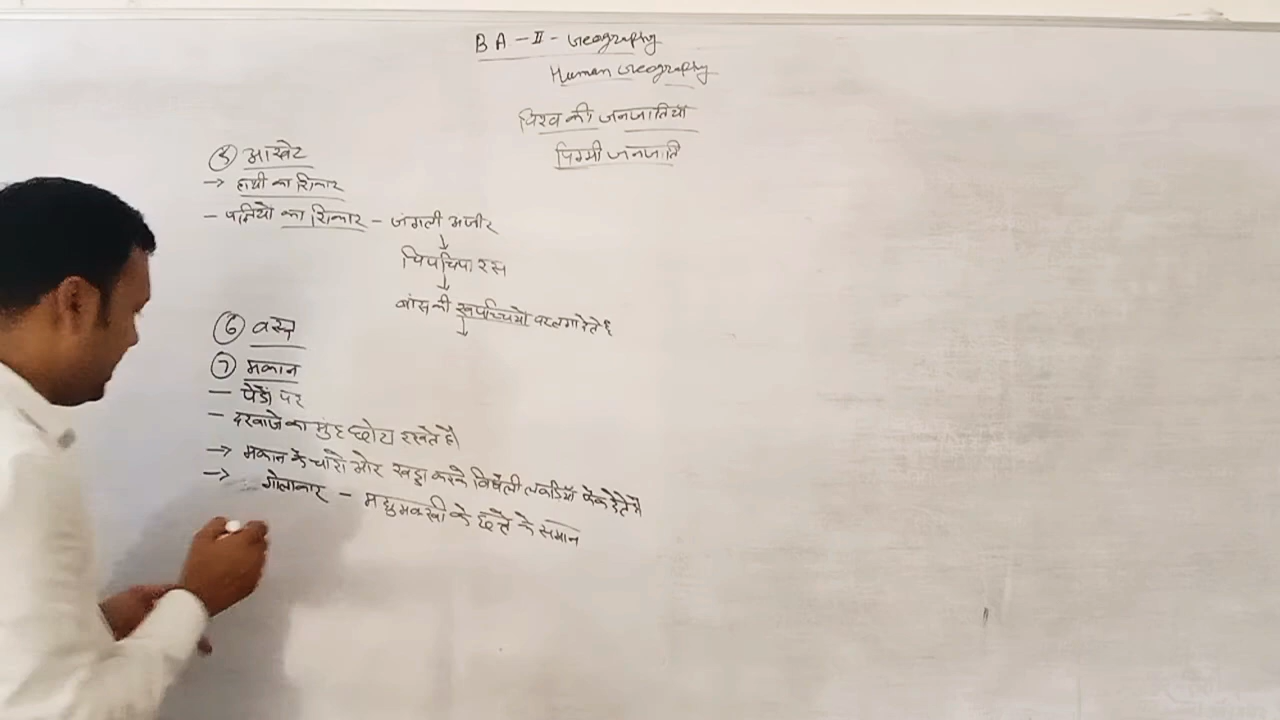 BA - II - Geography
Human Geography
विश्व की जनजातियाँ
पिग्मी जनजाति
⑤ आखेट
→ हाथी का शिकार
- पक्षियों का शिकार - जंगली अंजीर
↓
चिपचिपा रस
↓
बांस की खपच्चियों पर लगा देते है
↓
⑥ वस्त्र
⑦ मकान
- पेडों पर
- दरवाजे का मुंह छोटा रखते है।
→ मकान के चारों ओर खड्डा करके विषैली लकडियाँ फेंक देते है
→ गोलाकार - मधुमक्खी के छत्ते के समान